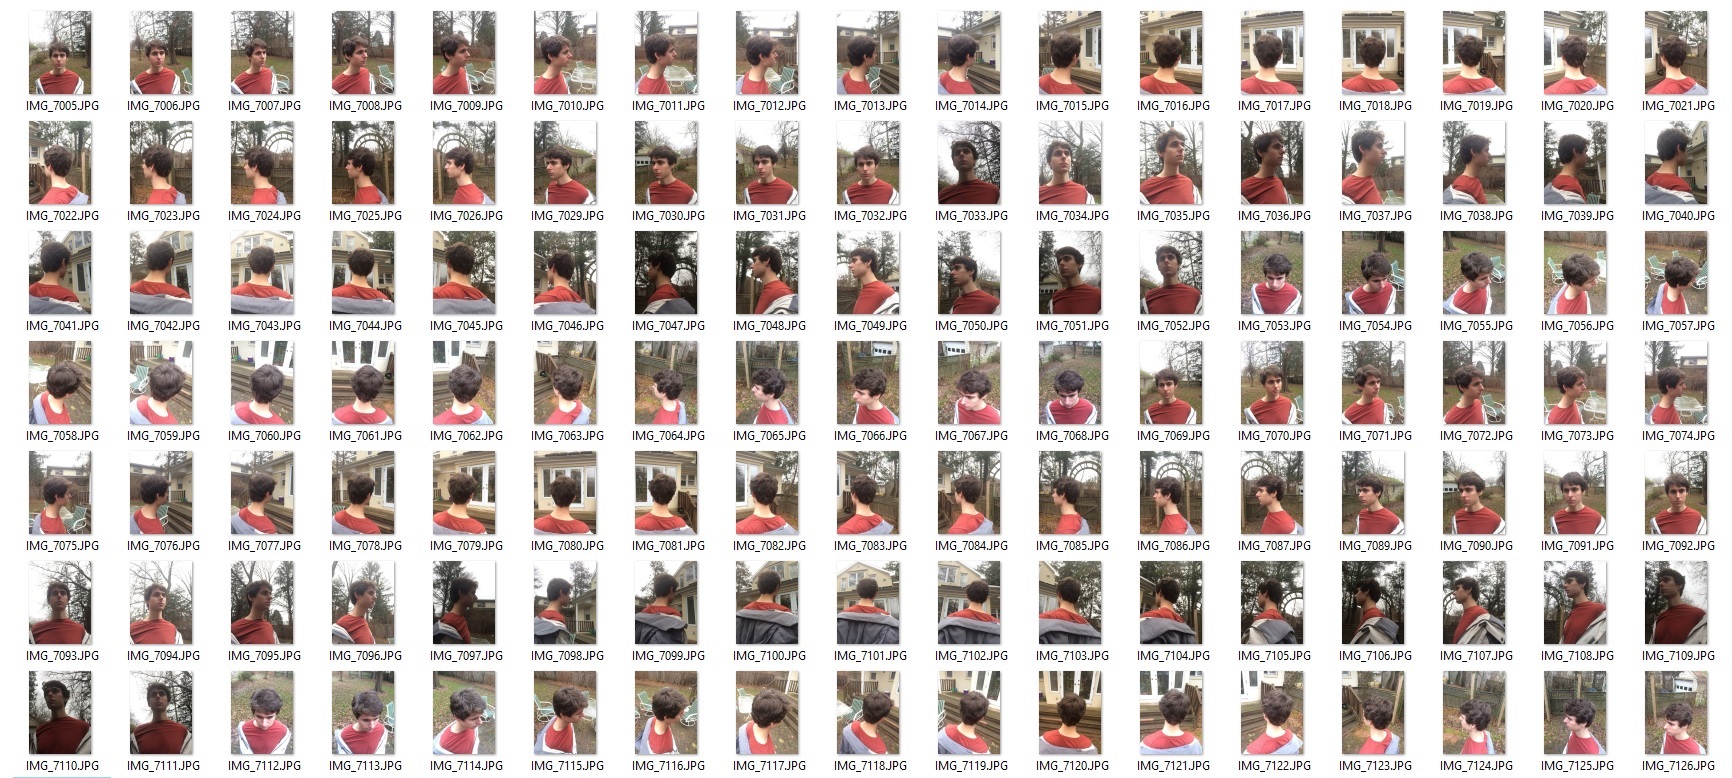 IMG_7005.JPG IMG_7006.JPG IMG_7007.JPG IMG_7008.JPG IMG_7009.JPG IMG_7010.JPG IMG_7011.JPG IMG_7012.JPG IMG_7013.JPG IMG_7014.JPG IMG_7015.JPG IMG_7016.JPG IMG_7017.JPG IMG_7018.JPG IMG_7019.JPG IMG_7020.JPG IMG_7021.JPG
IMG_7022.JPG IMG_7023.JPG IMG_7024.JPG IMG_7025.JPG IMG_7026.JPG IMG_7029.JPG IMG_7030.JPG IMG_7031.JPG IMG_7032.JPG IMG_7033.JPG IMG_7034.JPG IMG_7035.JPG IMG_7036.JPG IMG_7037.JPG IMG_7038.JPG IMG_7039.JPG IMG_7040.JPG
IMG_7041.JPG IMG_7042.JPG IMG_7043.JPG IMG_7044.JPG IMG_7045.JPG IMG_7046.JPG IMG_7047.JPG IMG_7048.JPG IMG_7049.JPG IMG_7050.JPG IMG_7051.JPG IMG_7052.JPG IMG_7053.JPG IMG_7054.JPG IMG_7055.JPG IMG_7056.JPG IMG_7057.JPG
IMG_7058.JPG IMG_7059.JPG IMG_7060.JPG IMG_7061.JPG IMG_7062.JPG IMG_7063.JPG IMG_7064.JPG IMG_7065.JPG IMG_7066.JPG IMG_7067.JPG IMG_7068.JPG IMG_7069.JPG IMG_7070.JPG IMG_7071.JPG IMG_7072.JPG IMG_7073.JPG IMG_7074.JPG
IMG_7075.JPG IMG_7076.JPG IMG_7077.JPG IMG_7078.JPG IMG_7079.JPG IMG_7080.JPG IMG_7081.JPG IMG_7082.JPG IMG_7083.JPG IMG_7084.JPG IMG_7085.JPG IMG_7086.JPG IMG_7087.JPG IMG_7089.JPG IMG_7090.JPG IMG_7091.JPG IMG_7092.JPG
IMG_7093.JPG IMG_7094.JPG IMG_7095.JPG IMG_7096.JPG IMG_7097.JPG IMG_7098.JPG IMG_7099.JPG IMG_7100.JPG IMG_7101.JPG IMG_7102.JPG IMG_7103.JPG IMG_7104.JPG IMG_7105.JPG IMG_7106.JPG IMG_7107.JPG IMG_7108.JPG IMG_7109.JPG
IMG_7110.JPG IMG_7111.JPG IMG_7112.JPG IMG_7113.JPG IMG_7114.JPG IMG_7115.JPG IMG_7116.JPG IMG_7117.JPG IMG_7118.JPG IMG_7119.JPG IMG_7120.JPG IMG_7121.JPG IMG_7122.JPG IMG_7123.JPG IMG_7124.JPG IMG_7125.JPG IMG_7126.JPG